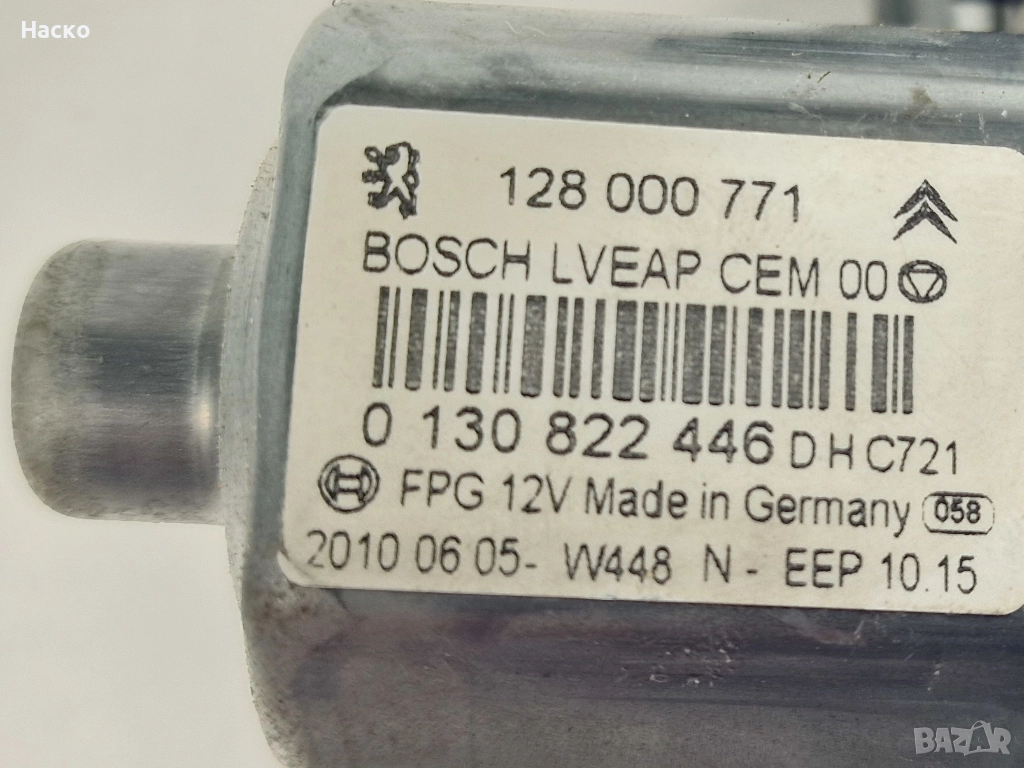 Наско
128 000 771
BOSCH LVEAP CEM 00
0 130 822 446 D H C721
FPG 12V Made in Germany 058
2010 06 05- W448 N - EEP 10.15
BAZAR